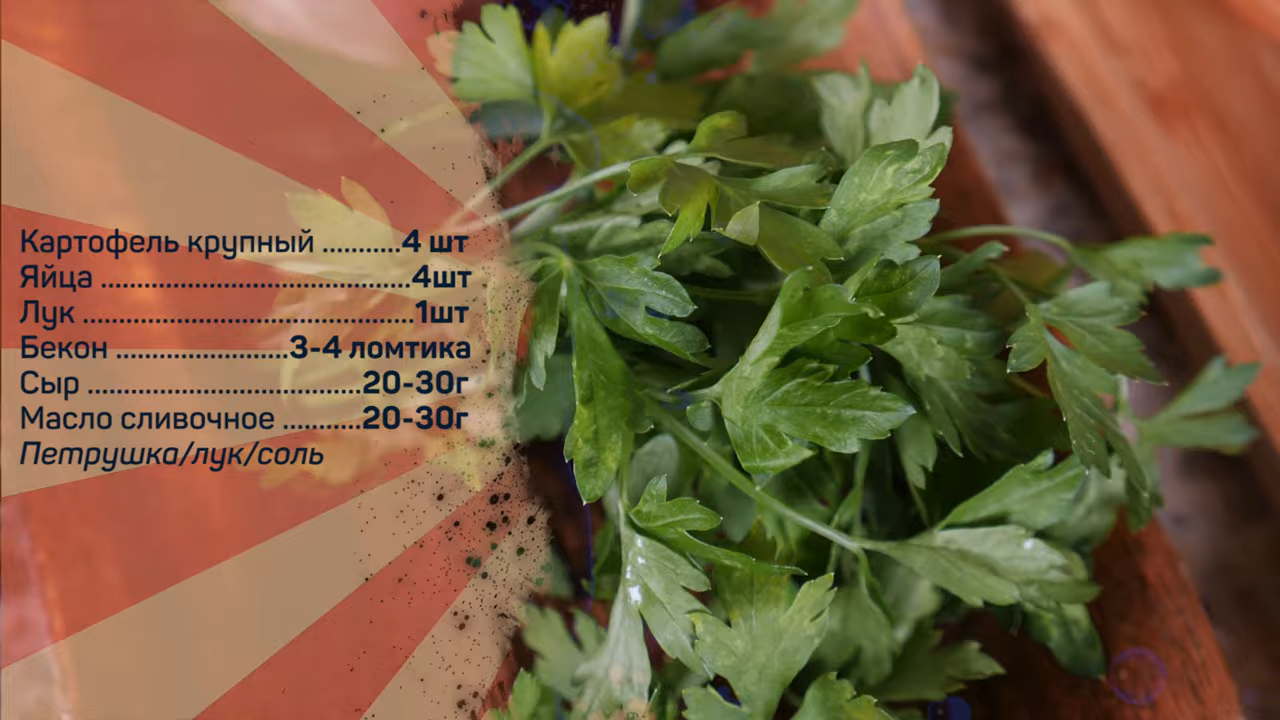 Картофель крупный ...........4 шт
Яйца ...........................................4шт
Лук ..............................................1шт
Бекон ........................3-4 ломтика
Сыр ......................................20-30г
Масло сливочное ...........20-30г
Петрушка/лук/соль